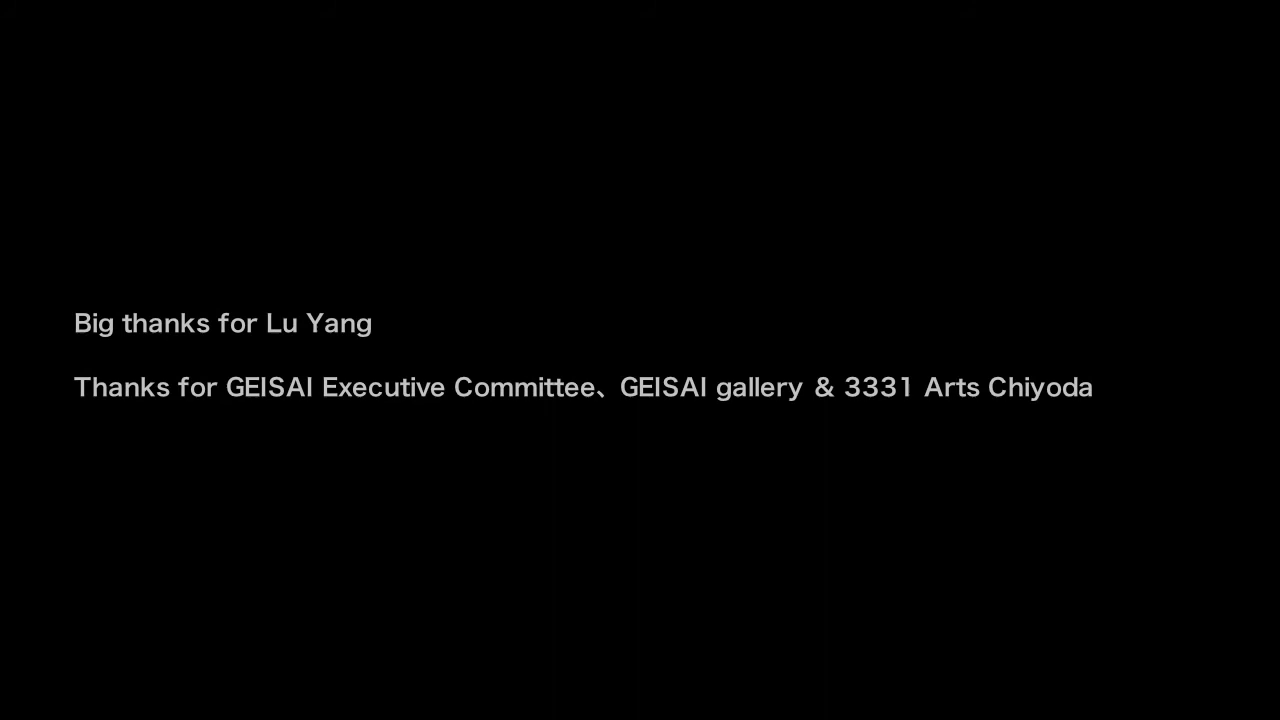 Big thanks for Lu Yang
Thanks for GEISAI Executive Committee、GEISAI gallery & 3331 Arts Chiyoda